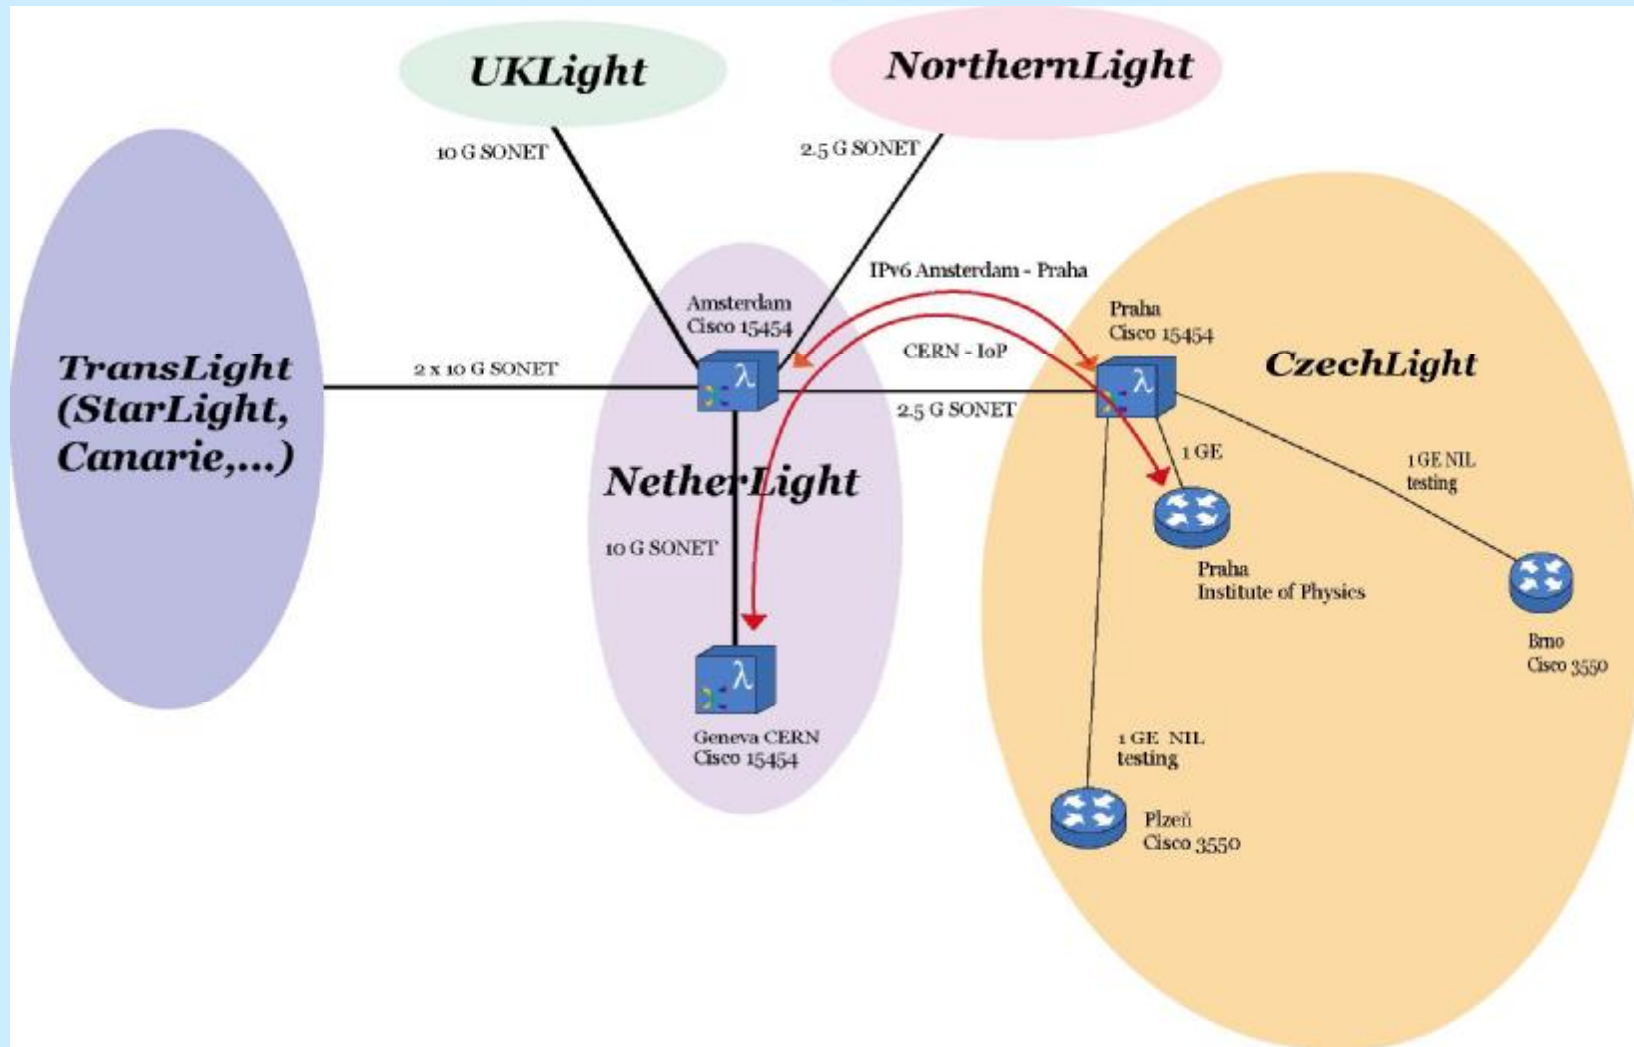 UKLight
NorthernLight
10 G SONET
2.5 G SONET
IPv6 Amsterdam - Praha
Amsterdam
Cisco 15454
Praha
Cisco 15454
CERN - IoP
CzechLight
TransLight
(StarLight,
Canarie,...)
2 x 10 G SONET
2.5 G SONET
1 GE
1 GE NIL
testing
NetherLight
10 G SONET
Praha
Institute of Physics
Brno
Cisco 3550
Geneva CERN
Cisco 15454
1 GE NIL
testing
Plzeň
Cisco 3550
λ
λ
λ